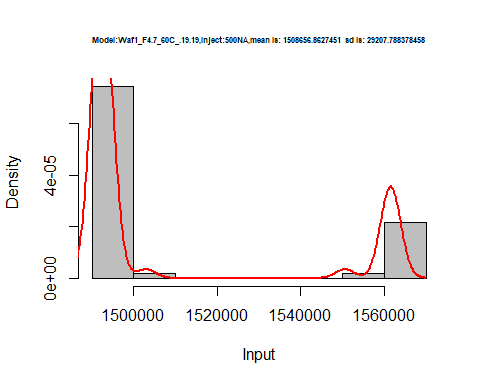 Model:Waf1_F4.7_60C_.19.19,Inject:500NA,mean is: 1508656.8627451  sd is: 29207.788378458
Density
4e-05
0e+00
1500000 1520000 1540000 1560000
Input